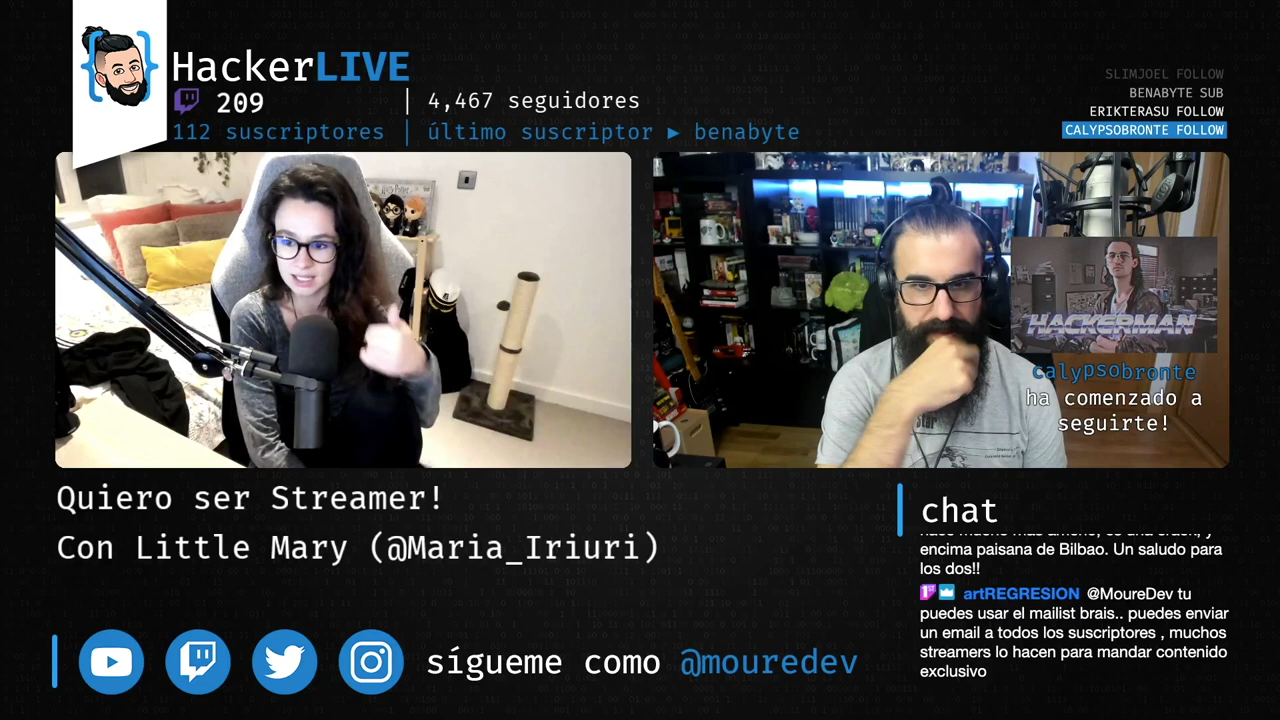 HackerLIVE
209 | 4,467 seguidores
112 suscriptores | último suscriptor ► benabyte
SLIMJOEL FOLLOW
BENABYTE SUB
ERIKTERASU FOLLOW
CALYPSOBRONTE FOLLOW
HACKERMAN
calypsobronte
ha comenzado a
seguirte!
Quiero ser Streamer!
Con Little Mary (@Maria_Iriuri)
chat
encima paisana de Bilbao. Un saludo para
los dos!!
artREGRESION @MoureDev tu
puedes usar el mailist brais.. puedes enviar
un email a todos los suscriptores , muchos
streamers lo hacen para mandar contenido
exclusivo
sígueme como @mouredev